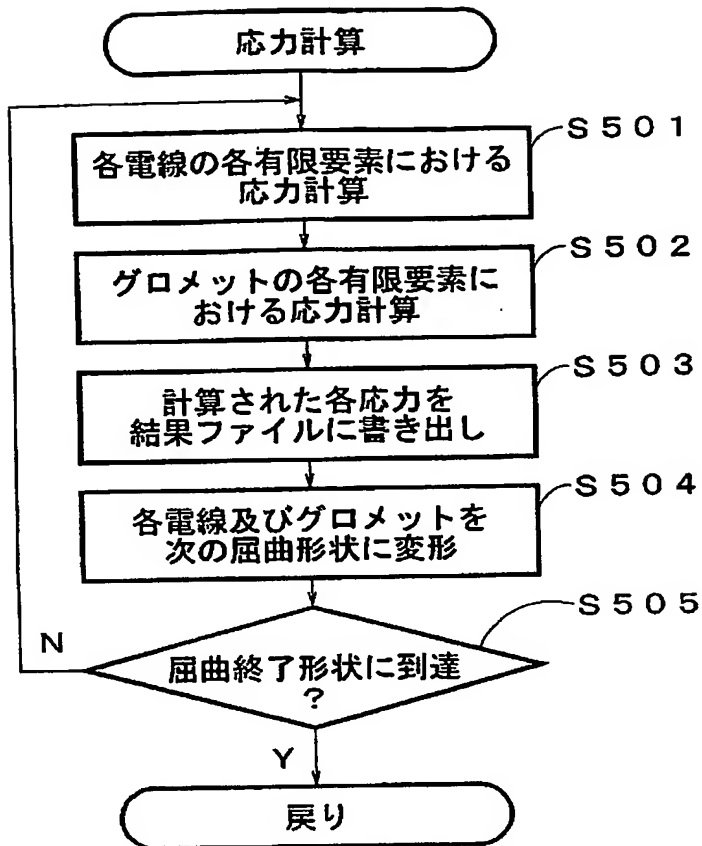 応力計算
S501
各電線の各有限要素における
応力計算
S502
グロメットの各有限要素に
おける応力計算
S503
計算された各応力を
結果ファイルに書き出し
S504
各電線及びグロメットを
次の屈曲形状に変形
S505
N
屈曲終了形状に到達
?
Y
戻り